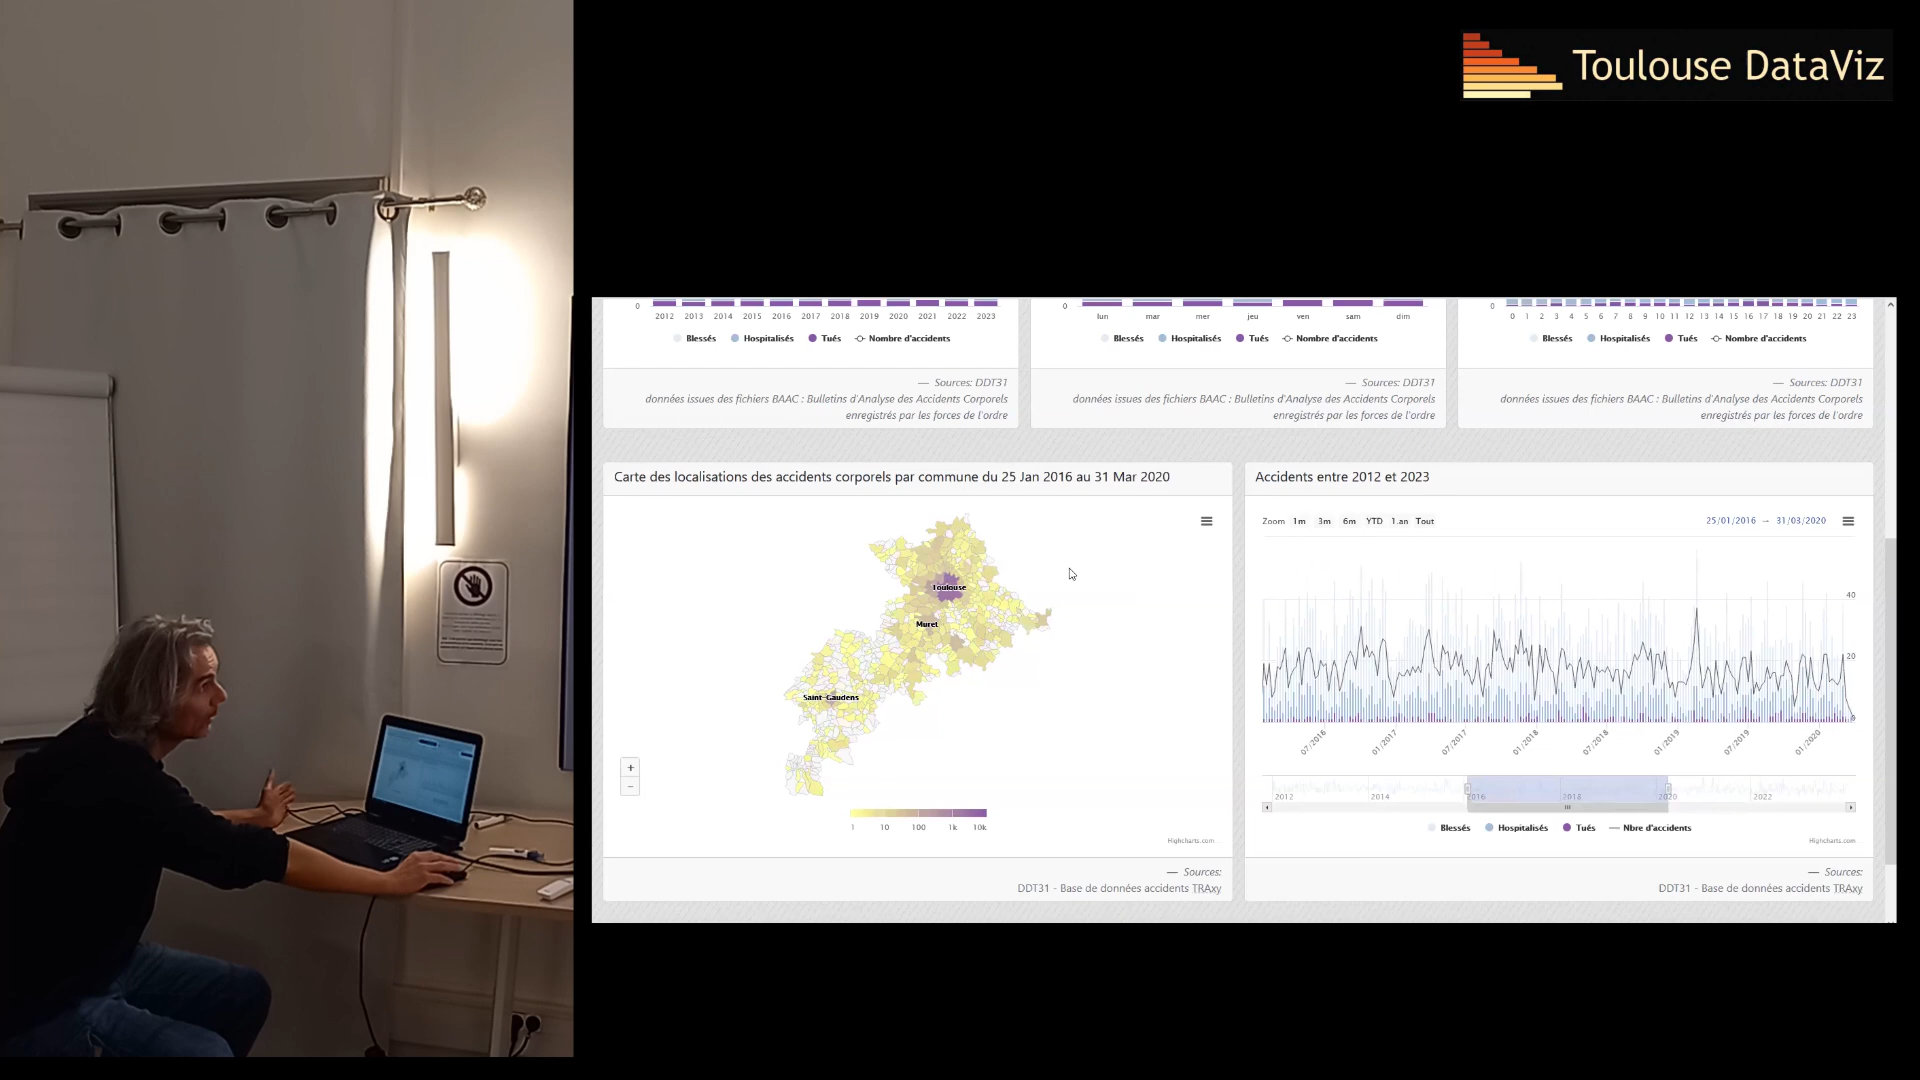 Toulouse DataViz
0
2012 2013 2014 2015 2016 2017 2018 2019 2020 2021 2022 2023
Blessés Hospitalisés Tués Nombre d'accidents
— Sources: DDT31
données issues des fichiers BAAC : Bulletins d'Analyse des Accidents Corporels
enregistrés par les forces de l'ordre
0
lun mar mer jeu ven sam dim
Blessés Hospitalisés Tués Nombre d'accidents
— Sources: DDT31
données issues des fichiers BAAC : Bulletins d'Analyse des Accidents Corporels
enregistrés par les forces de l'ordre
0
0 1 2 3 4 5 6 7 8 9 10 11 12 13 14 15 16 17 18 19 20 21 22 23
Blessés Hospitalisés Tués Nombre d'accidents
— Sources: DDT31
données issues des fichiers BAAC : Bulletins d'Analyse des Accidents Corporels
enregistrés par les forces de l'ordre
Carte des localisations des accidents corporels par commune du 25 Jan 2016 au 31 Mar 2020
Toulouse
Muret
Saint-Gaudens
+
−
1 10 100 1k 10k
Highcharts.com
— Sources:
DDT31 - Base de données accidents TRAxy
Accidents entre 2012 et 2023
Zoom 1m 3m 6m YTD 1.an Tout
25/01/2016 → 31/03/2020
40
20
0
07/2016 01/2017 07/2017 01/2018 07/2018 01/2019 07/2019 01/2020
2012 2014 2016 2018 2020 2022
Blessés Hospitalisés Tués Nbre d'accidents
Highcharts.com
— Sources:
DDT31 - Base de données accidents TRAxy